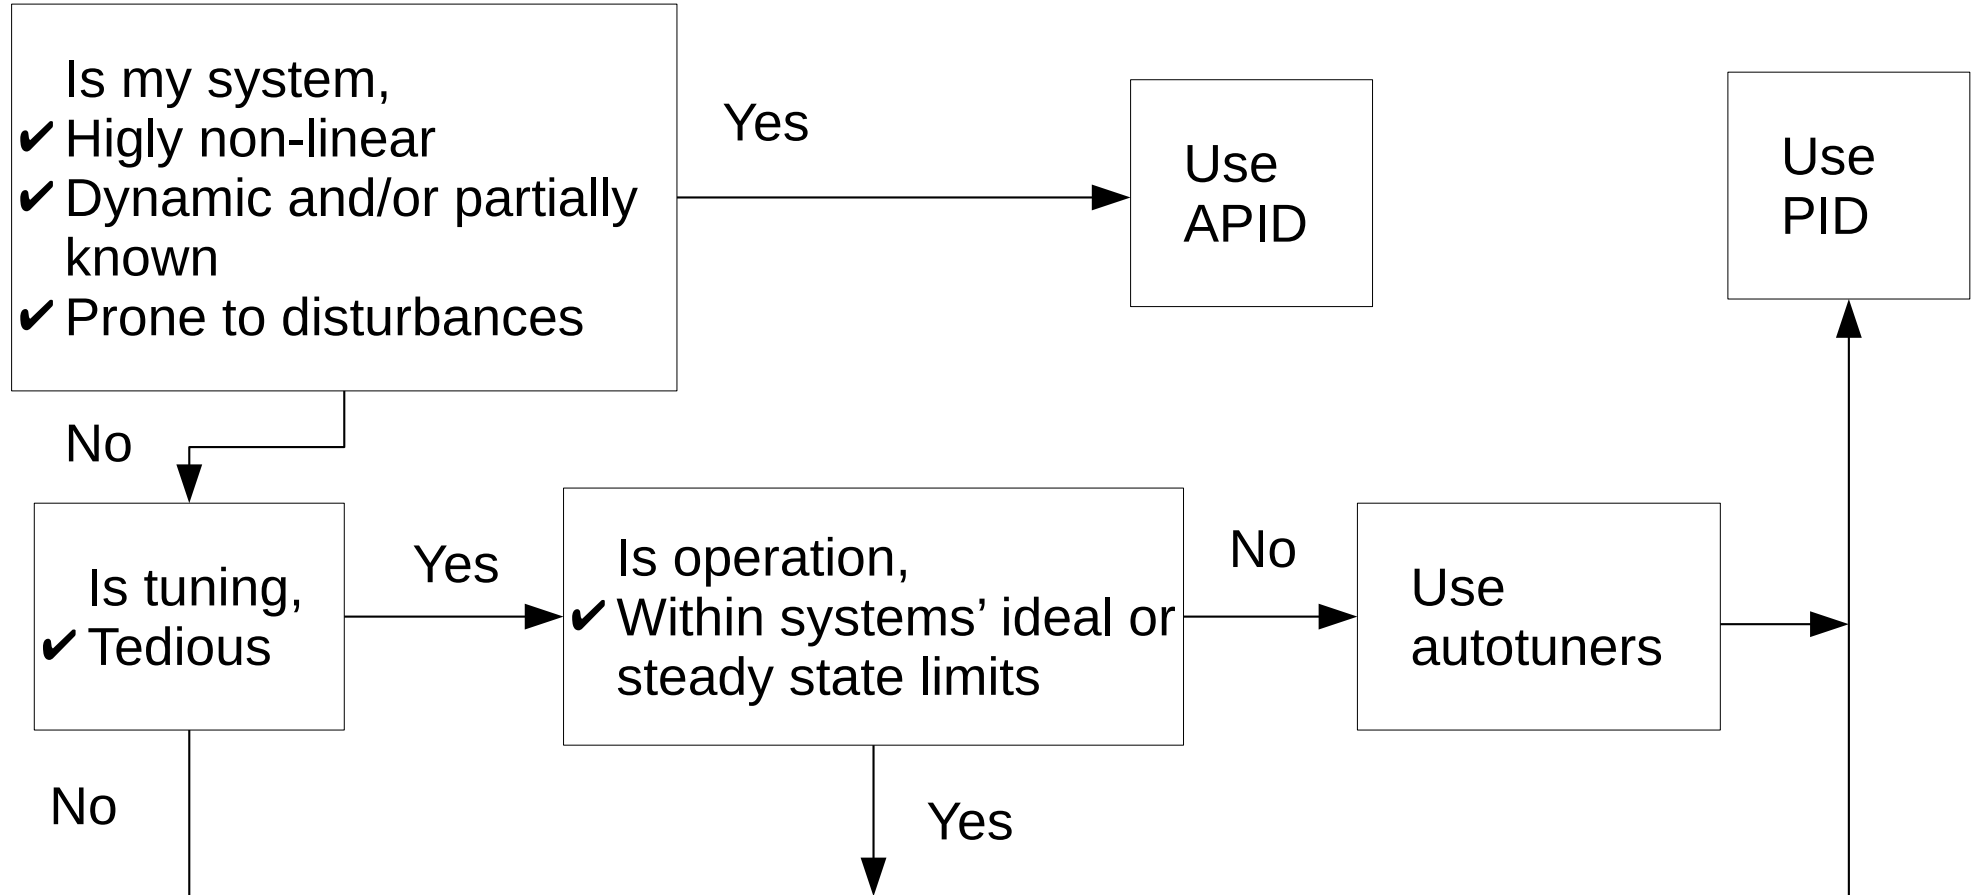 Is my system,
✔ Higly non-linear
✔ Dynamic and/or partially
known
✔ Prone to disturbances
Yes
Use
APID
Use
PID
No
Is tuning,
✔ Tedious
Yes
Is operation,
✔ Within systems’ ideal or
steady state limits
No
Use
autotuners
No
Yes